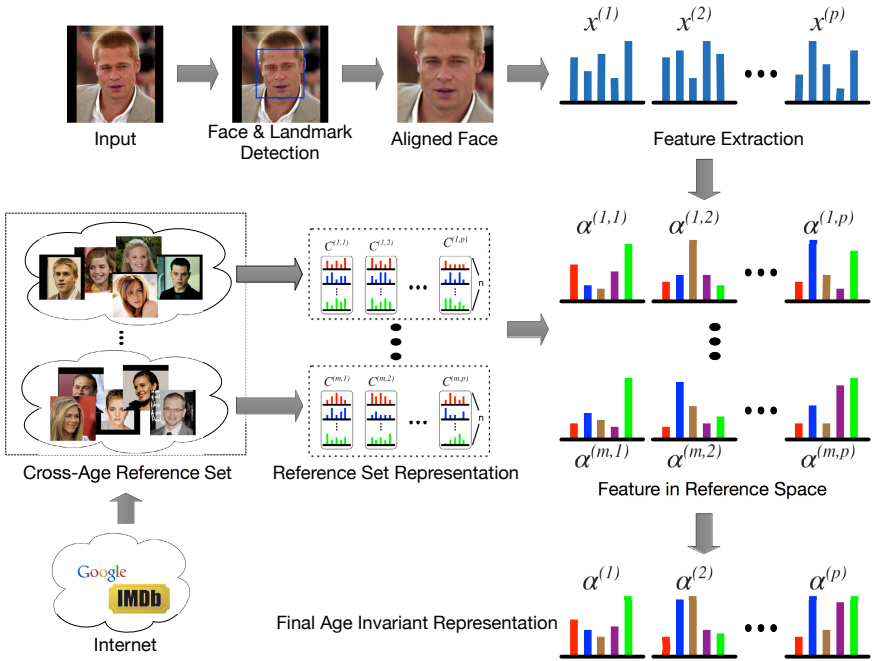 x^(1) x^(2) x^(p)
Input
Face & Landmark
Detection
Aligned Face
Feature Extraction
α^(1,1) α^(1,2) α^(1,p)
C^(1,1) C^(1,2) C^(1,p)
n
C^(m,1) C^(m,2) C^(m,p)
n
α^(m,1) α^(m,2) α^(m,p)
Cross-Age Reference Set
Reference Set Representation
Feature in Reference Space
Google
IMDb
Internet
α^(1) α^(2) α^(p)
Final Age Invariant Representation